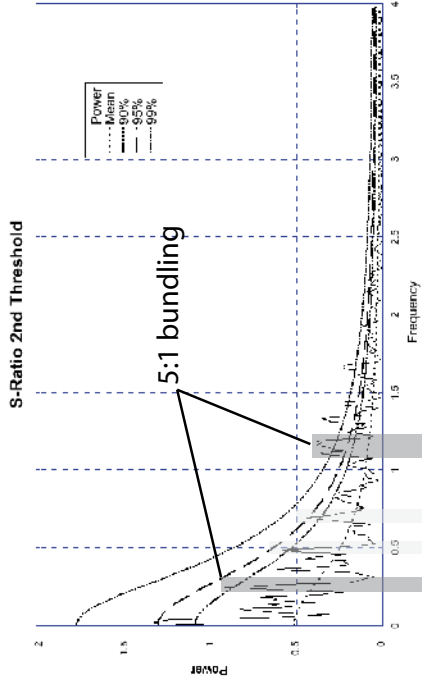 S-Ratio 2nd Threshold
Power
Mean
90%
95%
99%
5:1 bundling
Power
2
1.5
1
0.5
0
0
0.5
1
1.5
2
2.5
3
3.5
4
Frequency